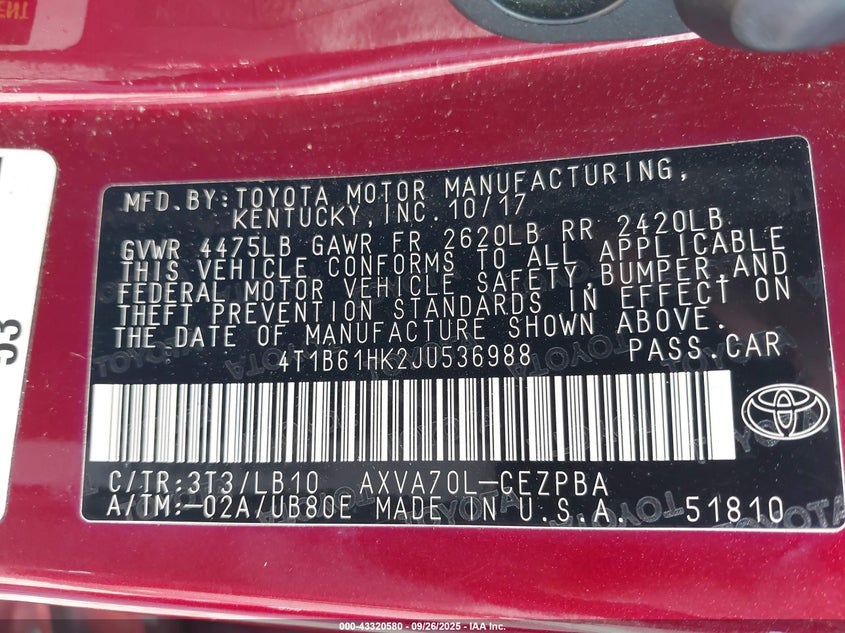 MFD. BY: TOYOTA MOTOR MANUFACTURING,
KENTUCKY, INC. 10/17
GVWR 4475LB GAWR FR 2620LB RR 2420LB
THIS VEHICLE CONFORMS TO ALL APPLICABLE
FEDERAL MOTOR VEHICLE SAFETY, BUMPER, AND
THEFT PREVENTION STANDARDS IN EFFECT ON
THE DATE OF MANUFACTURE SHOWN ABOVE.
4T1B61HK2JU536988 PASS. CAR
C/TR: 3T3/LB10 AXVA70L-CEZPBA
A/TM: -02A/UB80E MADE IN U.S.A. 51810
53
000-43320580 - 09/26/2025 - IAA Inc.